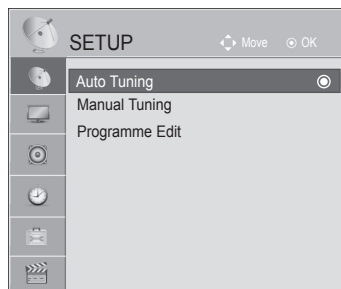 SETUP
Move OK
Auto Tuning
Manual Tuning
Programme Edit